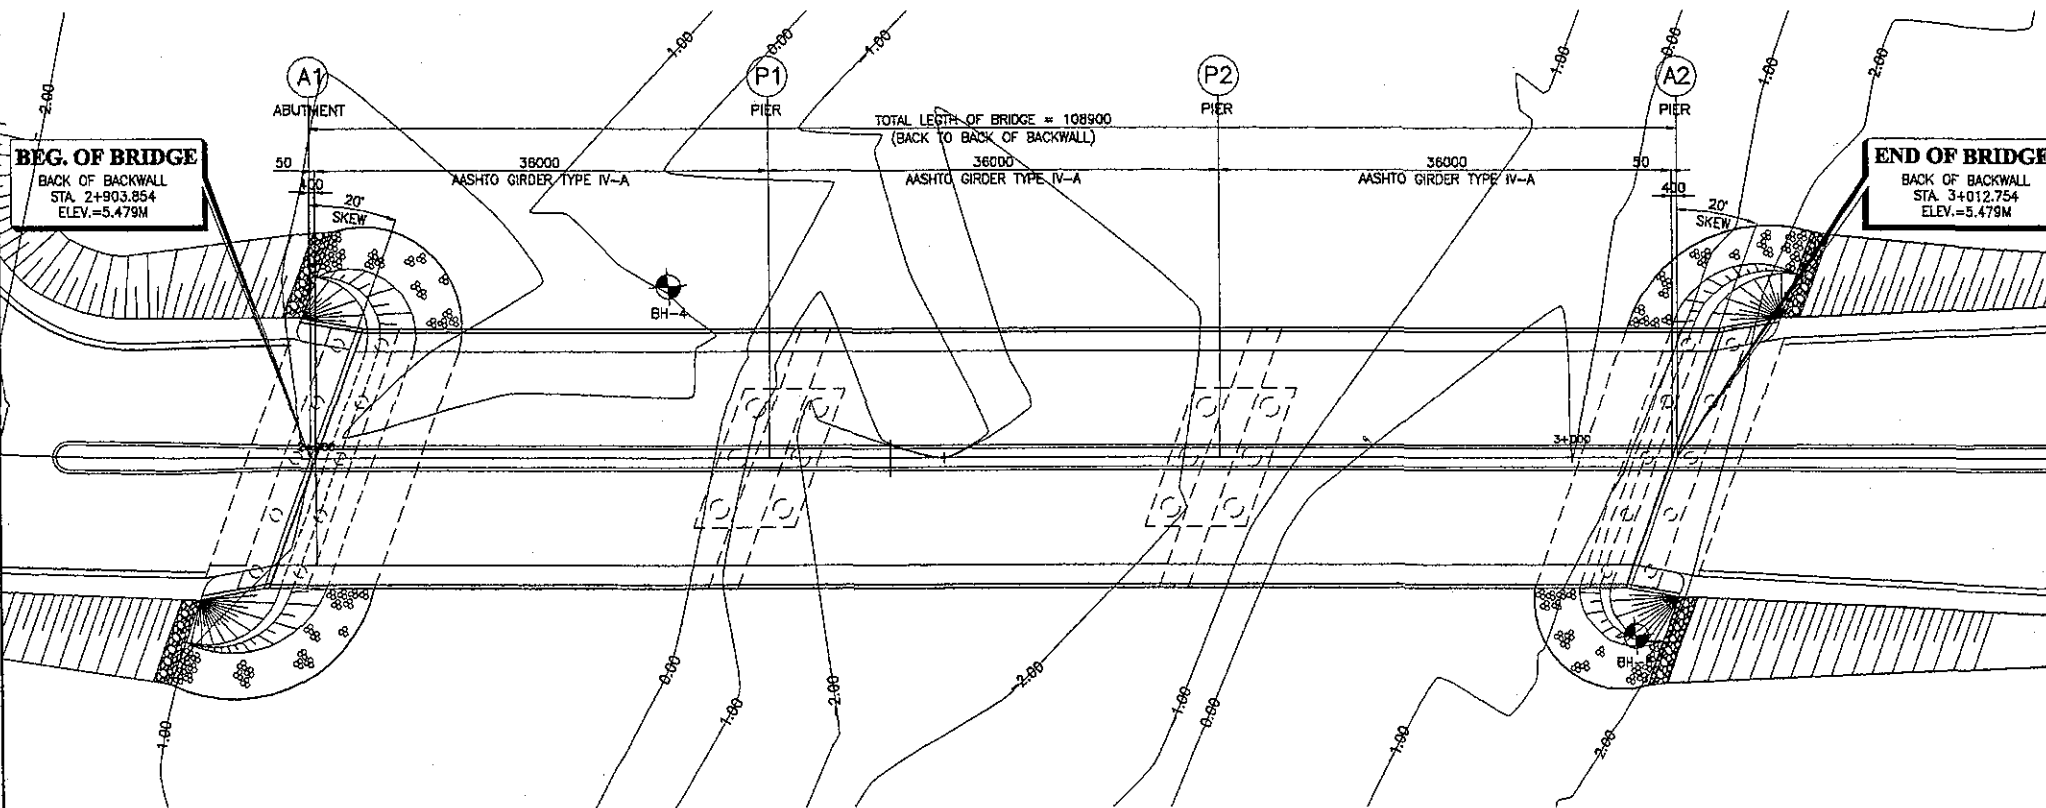 A1
P1
P2
A2
ABUTMENT
PIER
PIER
PIER
TOTAL LEGTH OF BRIDGE = 108900
(BACK TO BACK OF BACKWALL)
50
36000
36000
36000
50
AASHTO GIRDER TYPE IV-A
AASHTO GIRDER TYPE IV-A
AASHTO GIRDER TYPE IV-A
400
400
20°
SKEW
20°
SKEW
BEG. OF BRIDGE
BACK OF BACKWALL
STA. 2+903.854
ELEV.=5.479M
END OF BRIDGE
BACK OF BACKWALL
STA. 3+012.754
ELEV.=5.479M
2.00
1.00
0.00
-1.00
1.00
0.00
1.00
2.00
BH-4
3+000
1.00
0.00
-1.00
-2.00
-2.00
-1.00
0.00
1.00
2.00